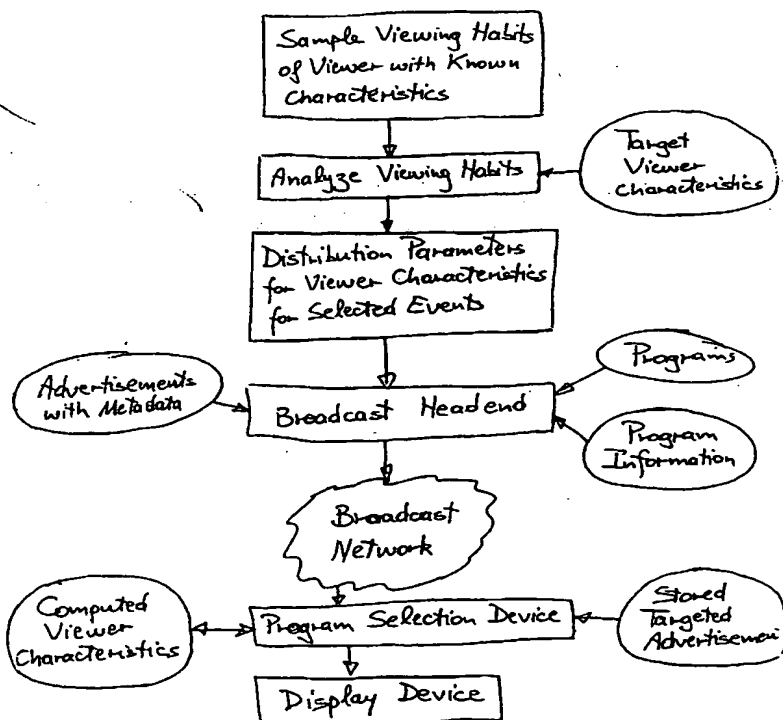 Sample Viewing Habits
of Viewer with Known
Characteristics
Analyze Viewing Habits
Target
Viewer
Characteristics
Distribution Parameters
for Viewer Characteristics
for Selected Events
Advertisements
with Metadata
Broadcast Headend
Programs
Program
Information
Broadcast
Network
Computed
Viewer
Characteristics
Program Selection Device
Stored
Targeted
Advertisemen
Display Device